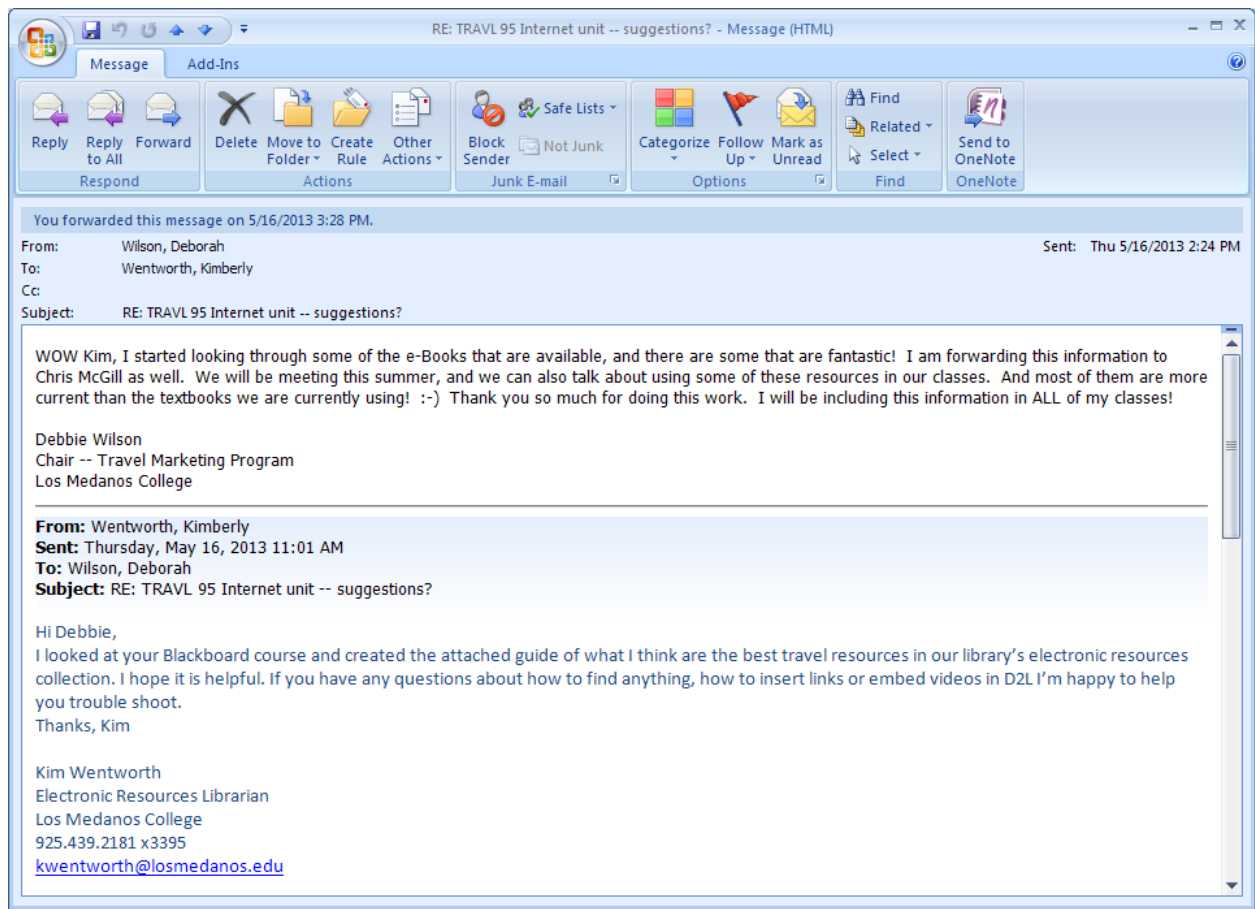 RE: TRAVL 95 Internet unit -- suggestions? - Message (HTML)
Message Add-Ins
Reply Reply to All Forward
Respond
Delete Move to Folder Create Rule Other Actions
Actions
Block Sender Safe Lists Not Junk
Junk E-mail
Categorize Follow Up Mark as Unread
Options
Find Related Select
Find
Send to OneNote
OneNote
You forwarded this message on 5/16/2013 3:28 PM.
From: Wilson, Deborah Sent: Thu 5/16/2013 2:24 PM
To: Wentworth, Kimberly
Cc:
Subject: RE: TRAVL 95 Internet unit -- suggestions?
WOW Kim, I started looking through some of the e-Books that are available, and there are some that are fantastic! I am forwarding this information to
Chris McGill as well. We will be meeting this summer, and we can also talk about using some of these resources in our classes. And most of them are more
current than the textbooks we are currently using! :-) Thank you so much for doing this work. I will be including this information in ALL of my classes!
Debbie Wilson
Chair -- Travel Marketing Program
Los Medanos College
From: Wentworth, Kimberly
Sent: Thursday, May 16, 2013 11:01 AM
To: Wilson, Deborah
Subject: RE: TRAVL 95 Internet unit -- suggestions?
Hi Debbie,
I looked at your Blackboard course and created the attached guide of what I think are the best travel resources in our library's electronic resources
collection. I hope it is helpful. If you have any questions about how to find anything, how to insert links or embed videos in D2L I'm happy to help
you trouble shoot.
Thanks, Kim
Kim Wentworth
Electronic Resources Librarian
Los Medanos College
925.439.2181 x3395
kwentworth@losmedanos.edu